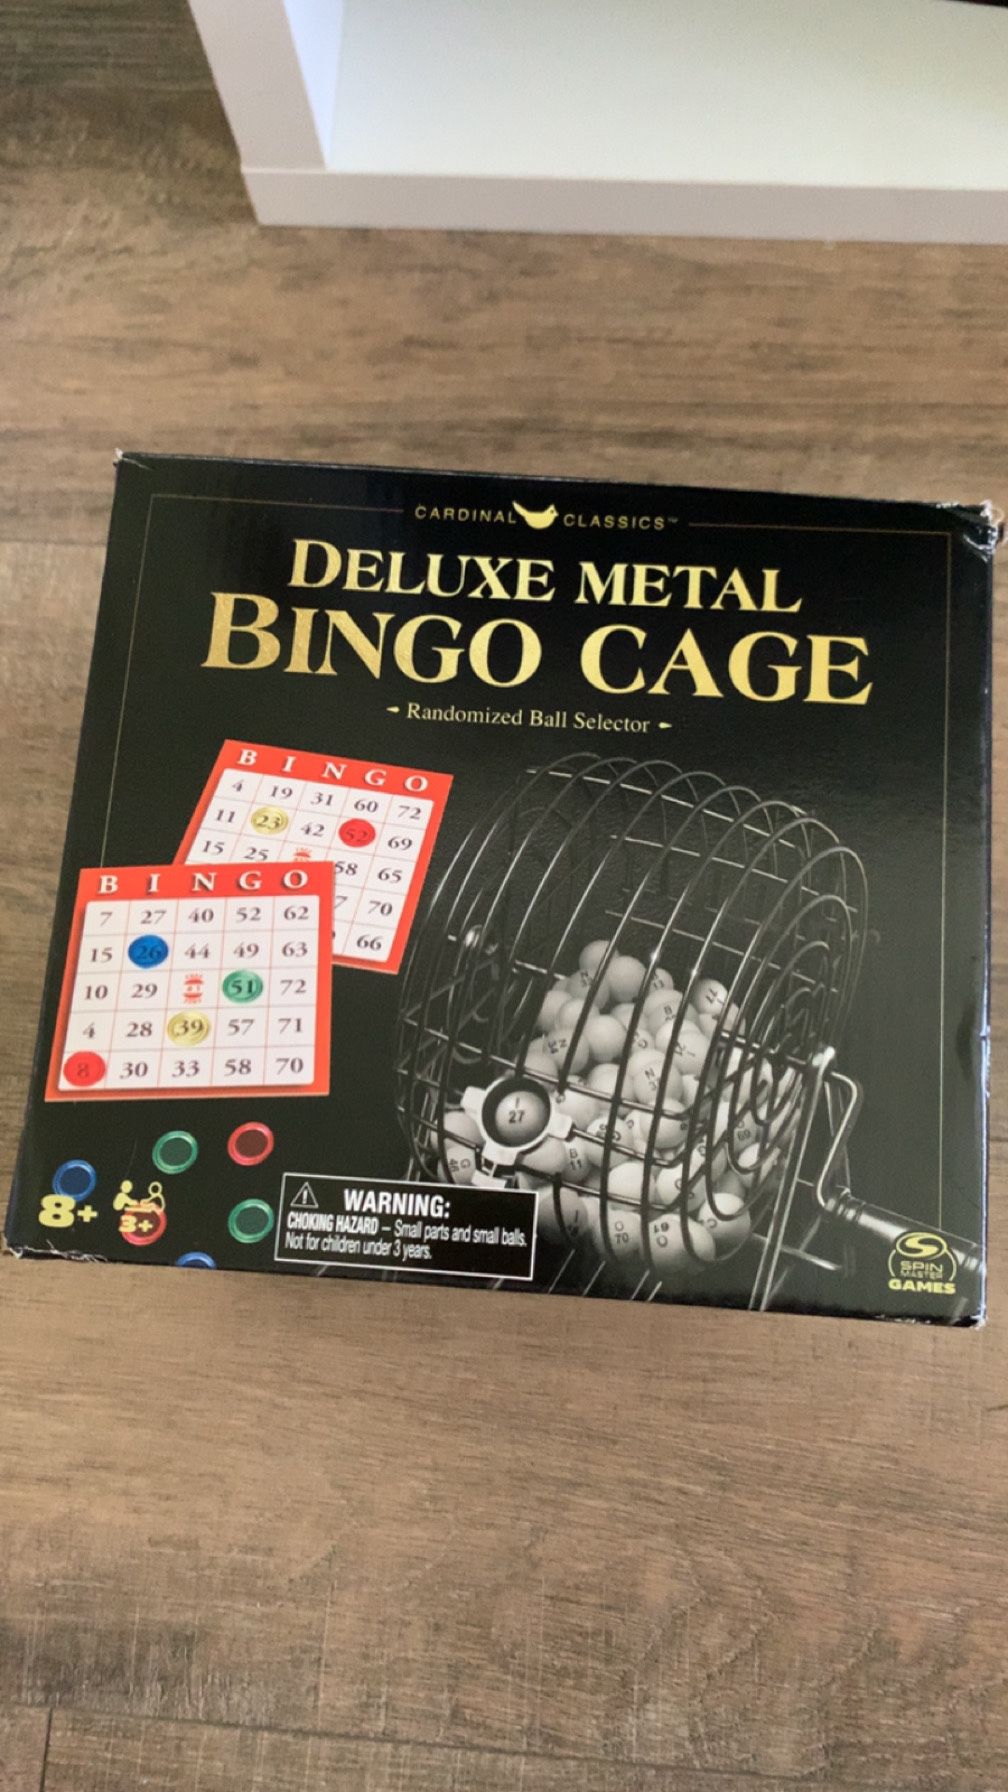 CARDINAL CLASSICS™
DELUXE METAL
BINGO CAGE
- Randomized Ball Selector -
B I N G O
4 19 31 60 72
11 23 42 52 69
15 25 58 65
7 70
66
B I N G O
7 27 40 52 62
15 26 44 49 63
10 29 51 72
4 28 39 57 71
8 30 33 58 70
I
27
8+
3+
WARNING:
CHOKING HAZARD – Small parts and small balls.
Not for children under 3 years.
SPIN
MASTER
GAMES